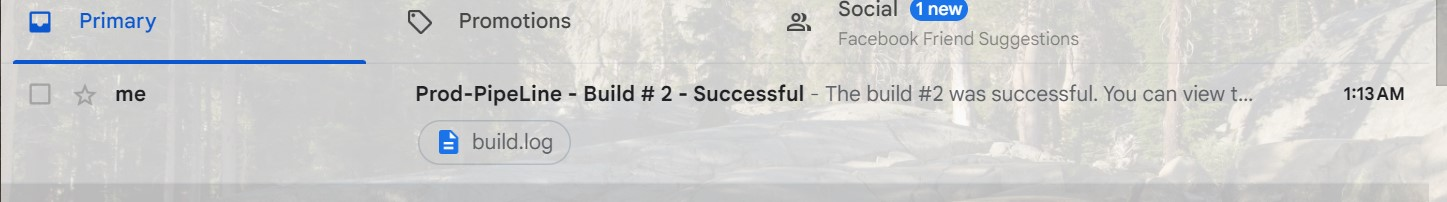 Primary
Promotions
Social 1 new
Facebook Friend Suggestions
me Prod-PipeLine - Build # 2 - Successful - The build #2 was successful. You can view t... 1:13 AM
build.log